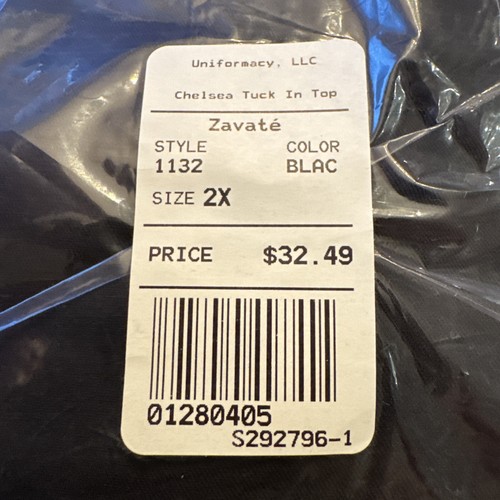 Uniformacy, LLC
Chelsea Tuck In Top
Zavaté
STYLE COLOR
1132 BLAC
SIZE 2X
PRICE $32.49
01280405
S292796-1